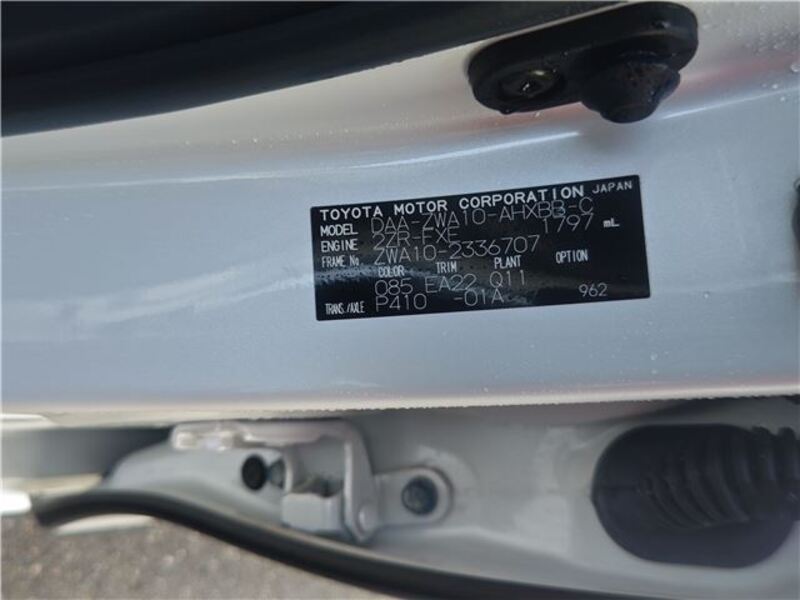 TOYOTA MOTOR CORPORATION JAPAN
MODEL DAA-ZWA10-AHXBB-C
ENGINE 2ZR-FXE 1797 mL
FRAME No. ZWA10-2336707
COLOR TRIM PLANT OPTION
085 EA22 Q11
TRANS./AXLE P410 -01A 962